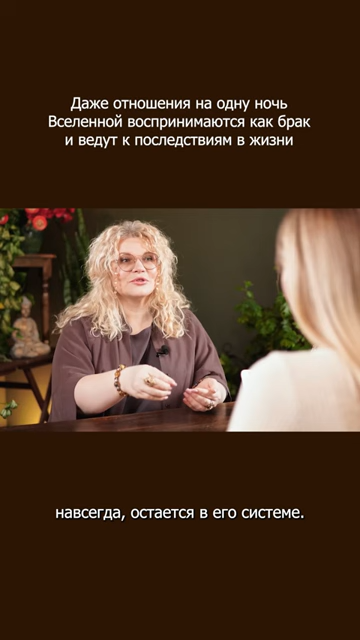 Даже отношения на одну ночь
Вселенной воспринимаются как брак
и ведут к последствиям в жизни
навсегда, остается в его системе.